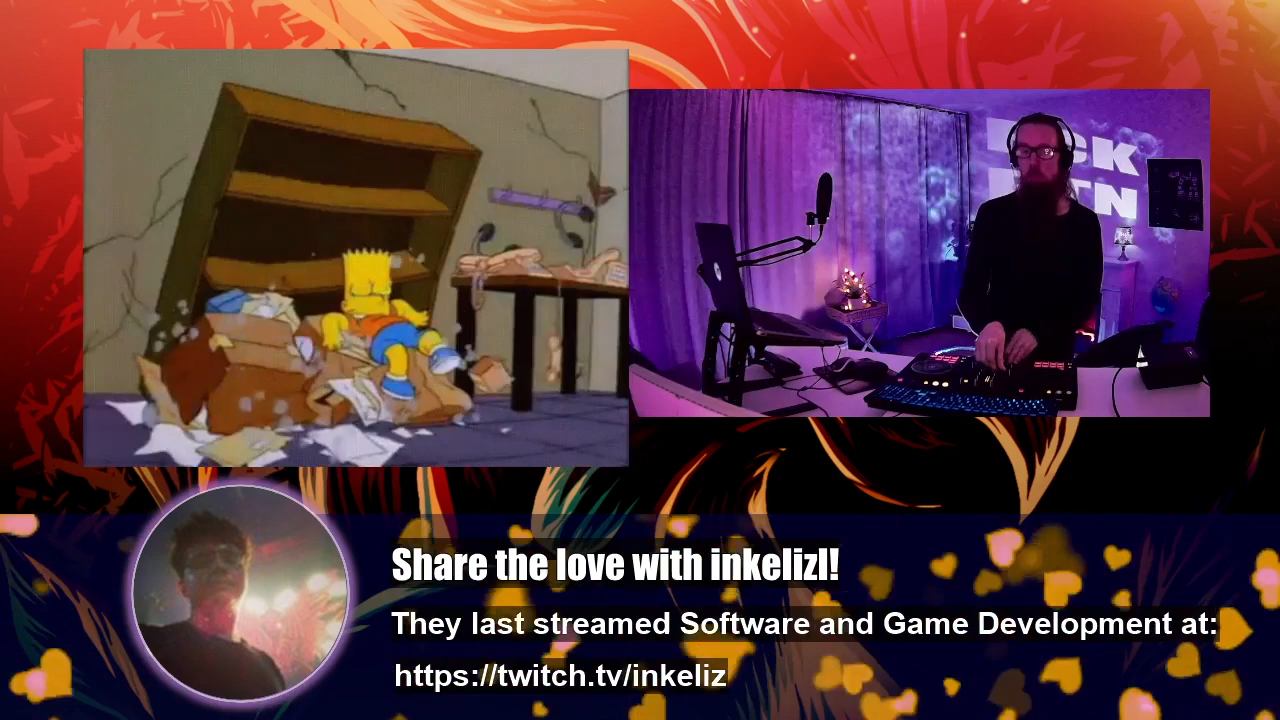 Share the love with inkelizl!
They last streamed Software and Game Development at:
https://twitch.tv/inkeliz